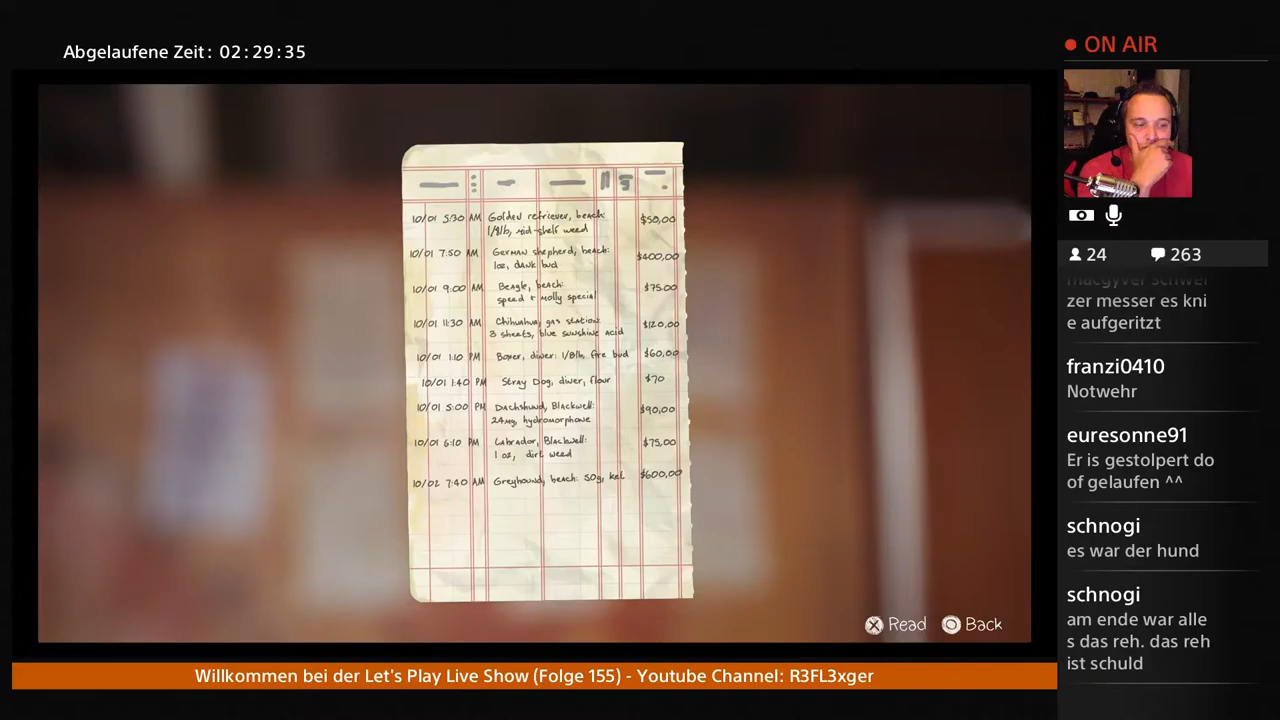 Abgelaufene Zeit: 02:29:35
ON AIR
10/01 5:30 AM Golden retriever, beach: $50,00
1/8lb, mid-shelf weed
10/01 7:50 AM German shepherd, beach: $400,00
1oz, dank bud
10/01 9:00 AM Beagle, beach: $75.00
speed + molly special
10/01 11:30 AM Chihuahua, gas station: $120,00
3 sheets, blue sunshine acid
10/01 1:10 PM Boxer, diner: 1/8lb, fire bud $60,00
10/01 1:40 PM Stray Dog, diner, flour $70
10/01 5:00 PM Dachshund, Blackwell: $90,00
24mg, hydromorphone
10/01 6:10 PM Labrador, Blackwell: $75,00
1 oz, dirt weed
10/02 7:40 AM Greyhound, beach: 50g, ket $600,00
Read Back
24 263
macgyver schwei
zer messer es kni
e aufgeritzt
franzi0410
Notwehr
euresonne91
Er is gestolpert do
of gelaufen ^^
schnogi
es war der hund
schnogi
am ende war alle
s das reh. das reh
ist schuld
Willkommen bei der Let's Play Live Show (Folge 155) - Youtube Channel: R3FL3xger